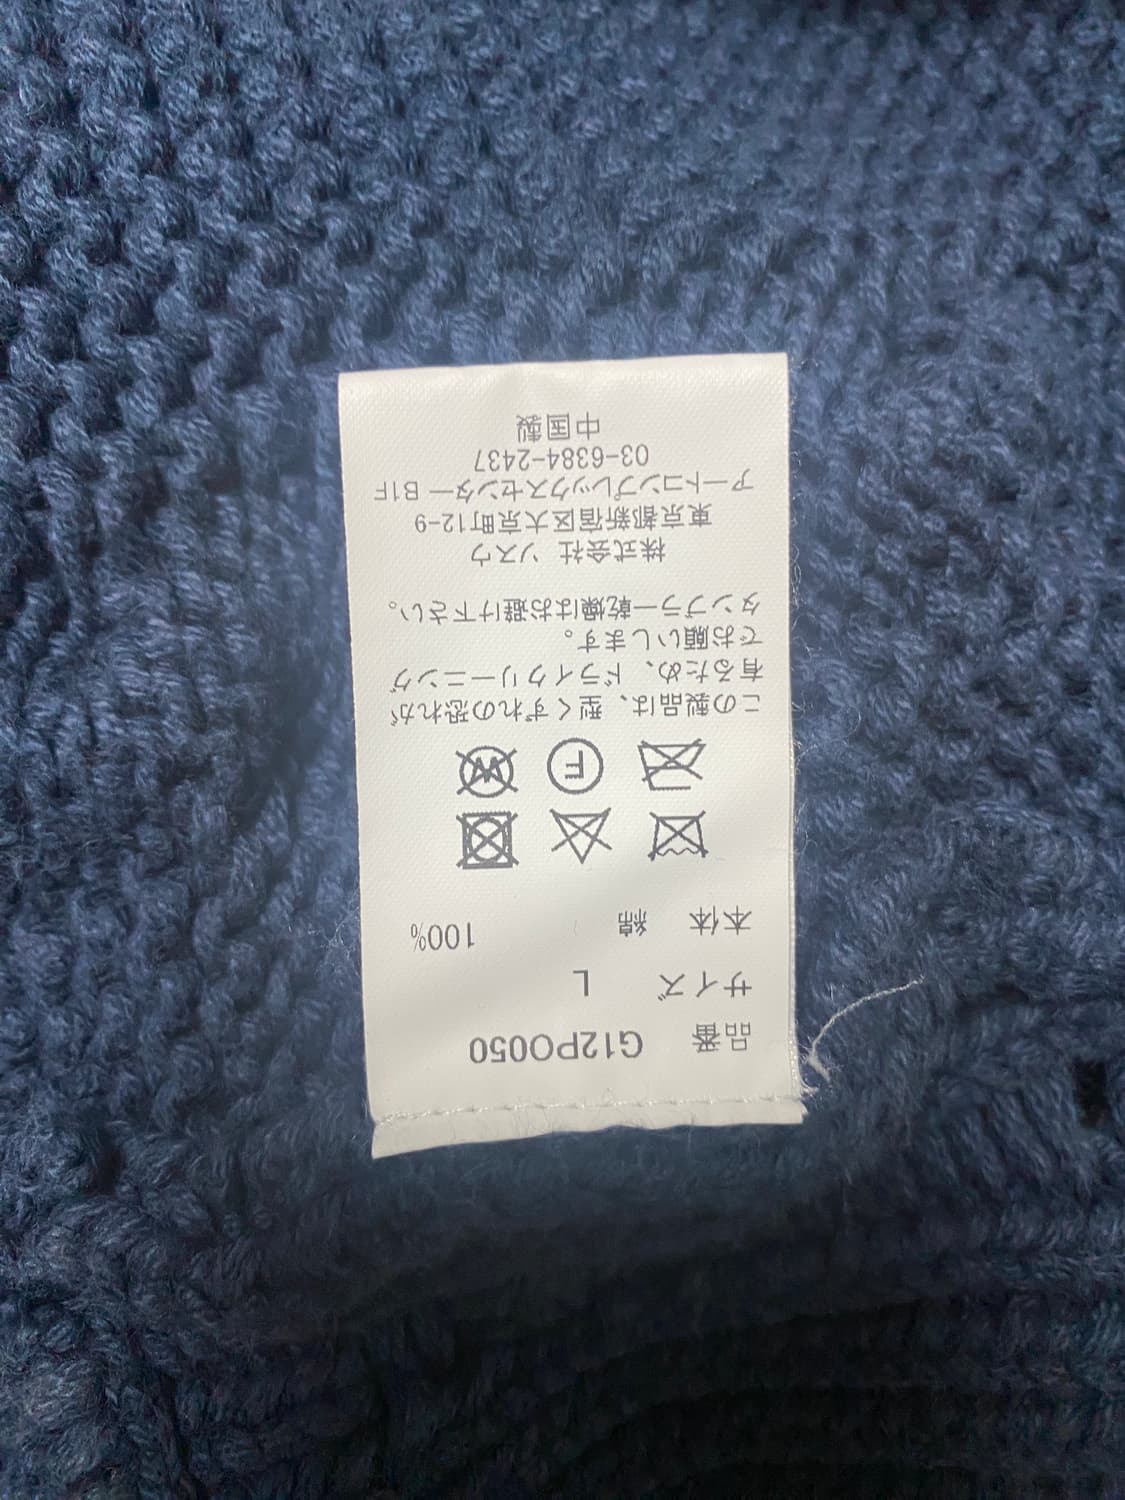 品番 G12PO050
サイズ L
本体 綿 100%
F
W
この製品は、型くずれの恐れが
有るため、ドライクリーニング
でお願いします。
タンブラー乾燥はお避け下さい。
株式会社 ソスウ
東京都新宿区大京町12-9
アートコンプレックスセンター B1F
03-6384-2437
中国製